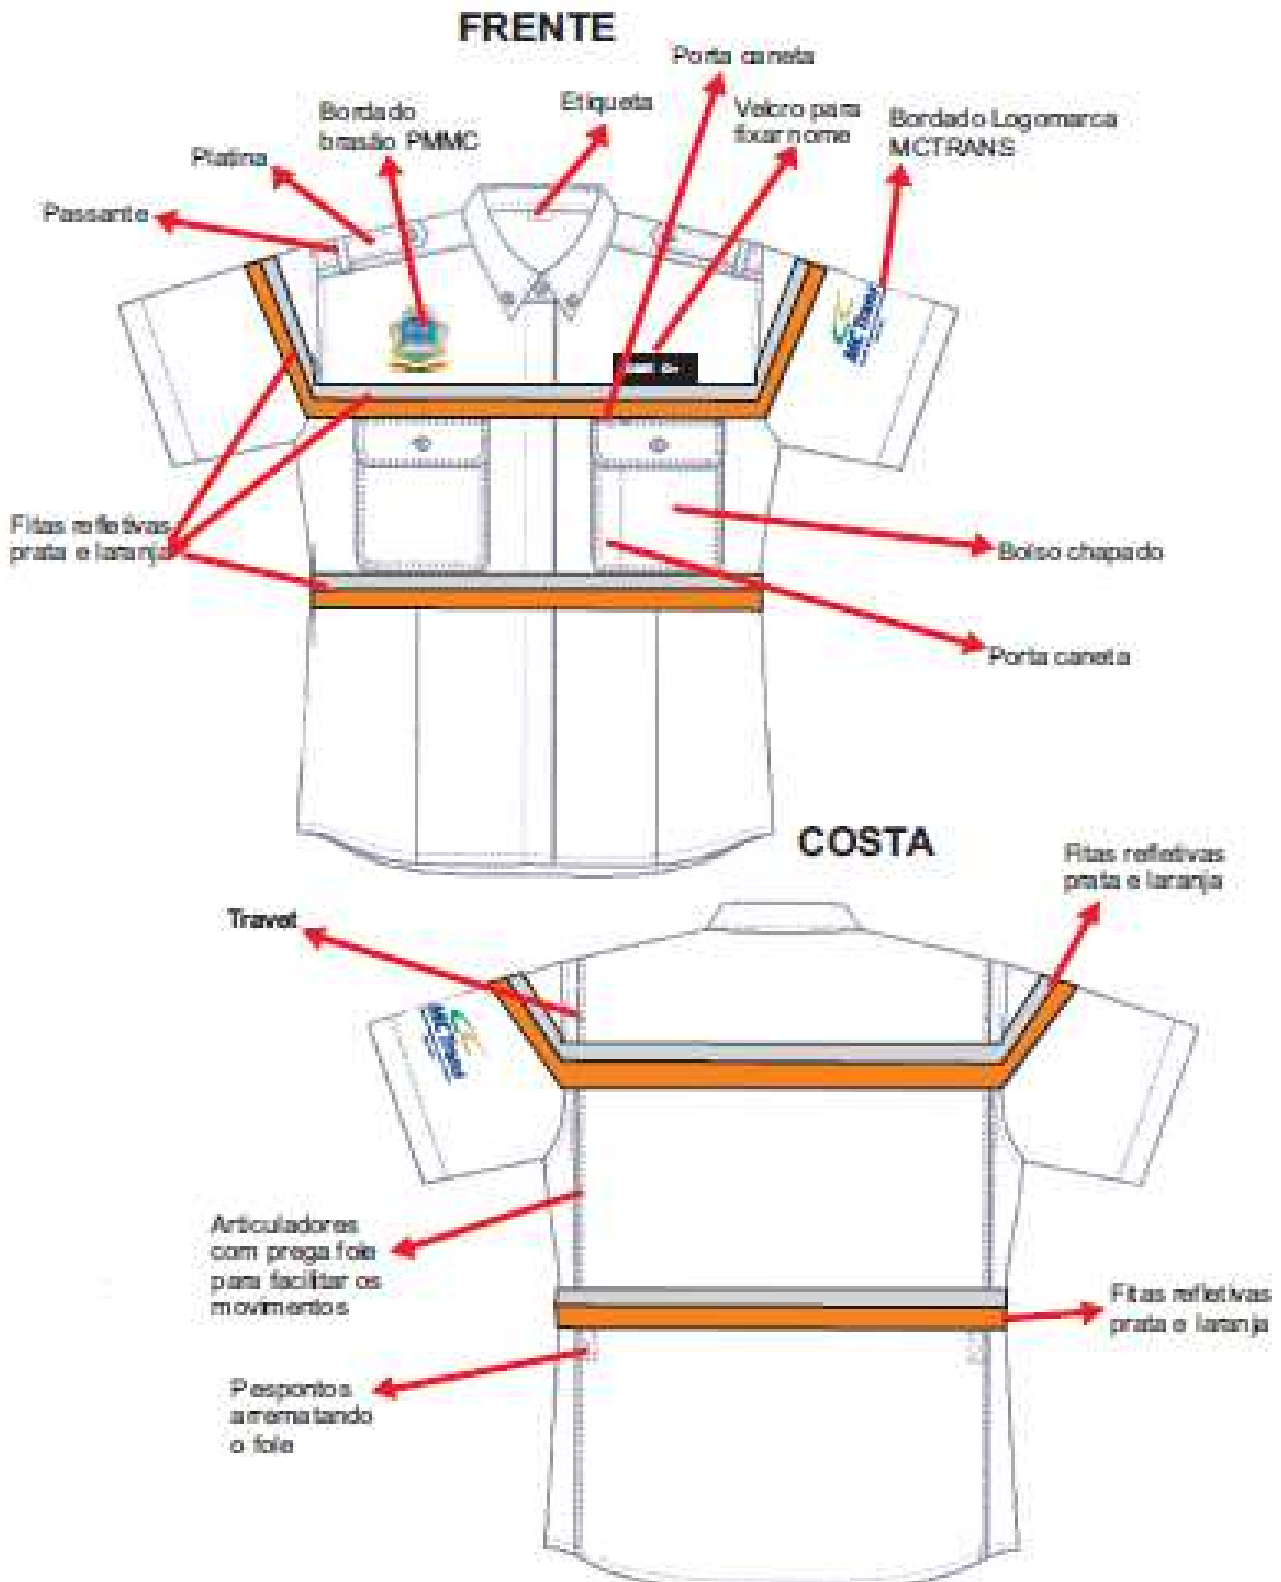 FRENTE
Porta caneta
Etiqueta
Velcro para
fixar nome
Bordado
brasão PMMC
Bordado Logomarca
MCTRANS
Platina
Passante
MCTrans
Fitas refletivas
prata e laranja
Bolso chapado
Porta caneta
COSTA
Fitas refletivas
prata e laranja
Travet
MCTrans
Articuladores
com prega fole
para facilitar os
movimentos
Fitas refletivas
prata e laranja
Pespontos
arrematando
o fole